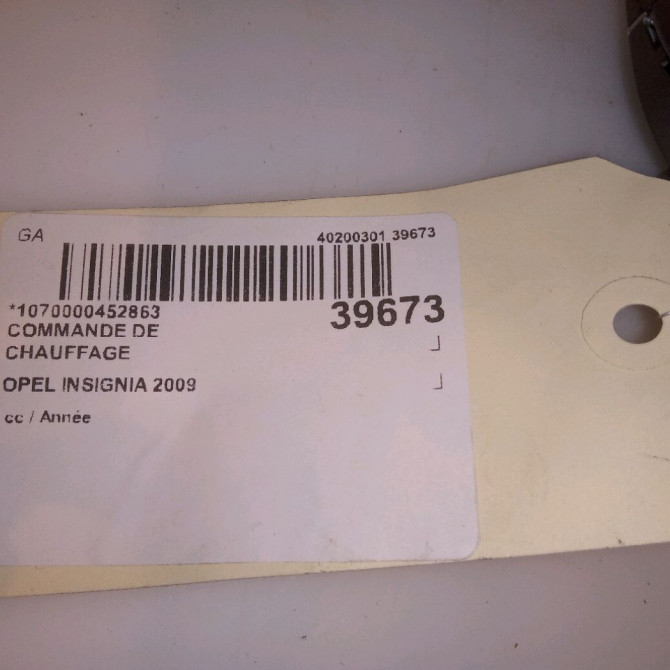 GA
40200301 39673
*1070000452863
39673
COMMANDE DE
CHAUFFAGE
OPEL INSIGNIA 2009
cc / Année